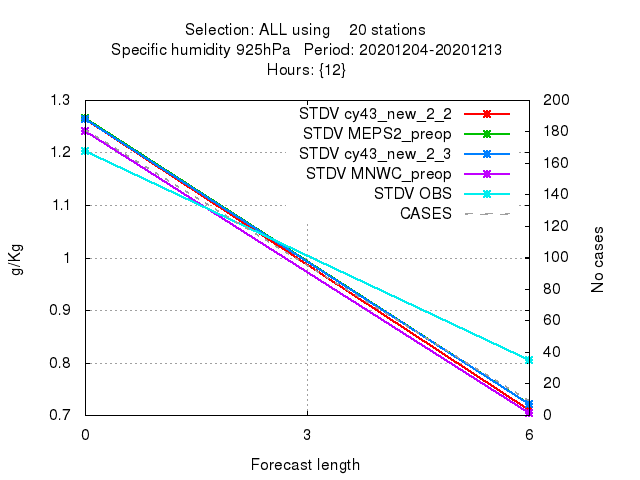 Selection: ALL using 20 stations
Specific humidity 925hPa Period: 20201204-20201213
Hours: {12}
STDV cy43_new_2_2
STDV MEPS2_preop
STDV cy43_new_2_3
STDV MNWC_preop
STDV OBS
CASES
g/Kg
1.3
1.2
1.1
1
0.9
0.8
0.7
No cases
200
180
160
140
120
100
80
60
40
20
0
0 3 6
Forecast length